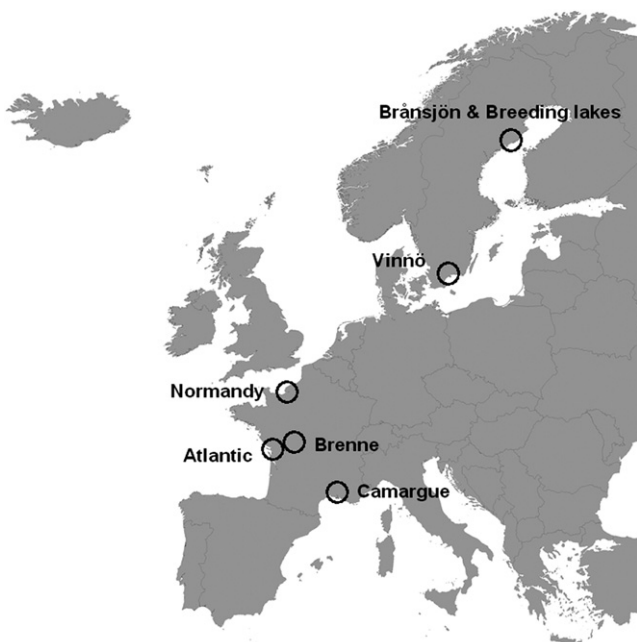 Brånsjön & Breeding lakes
Vinnö
Normandy
Brenne
Atlantic
Camargue